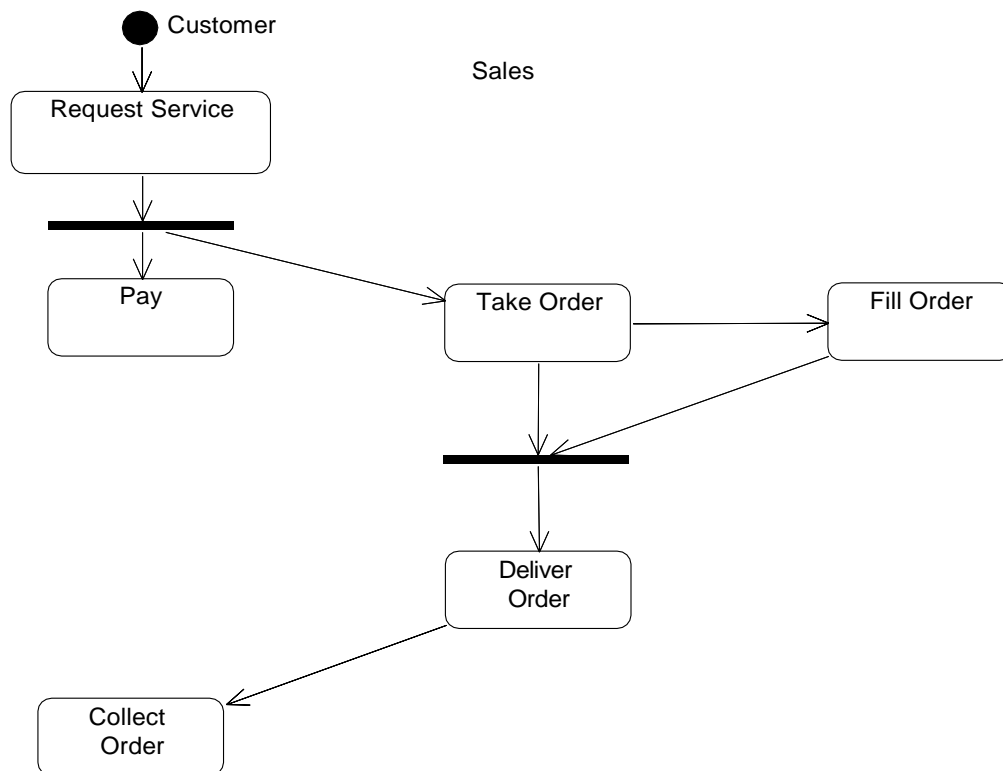 Customer
Sales
Request Service
Pay
Take Order
Fill Order
Deliver
Order
Collect
Order